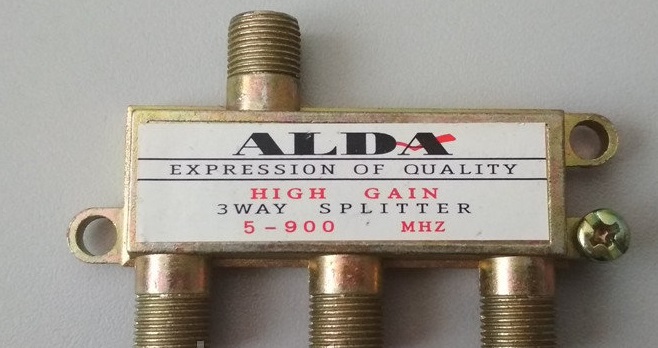 ALDA
EXPRESSION OF QUALITY
HIGH GAIN
3WAY SPLITTER
5-900 MHZ